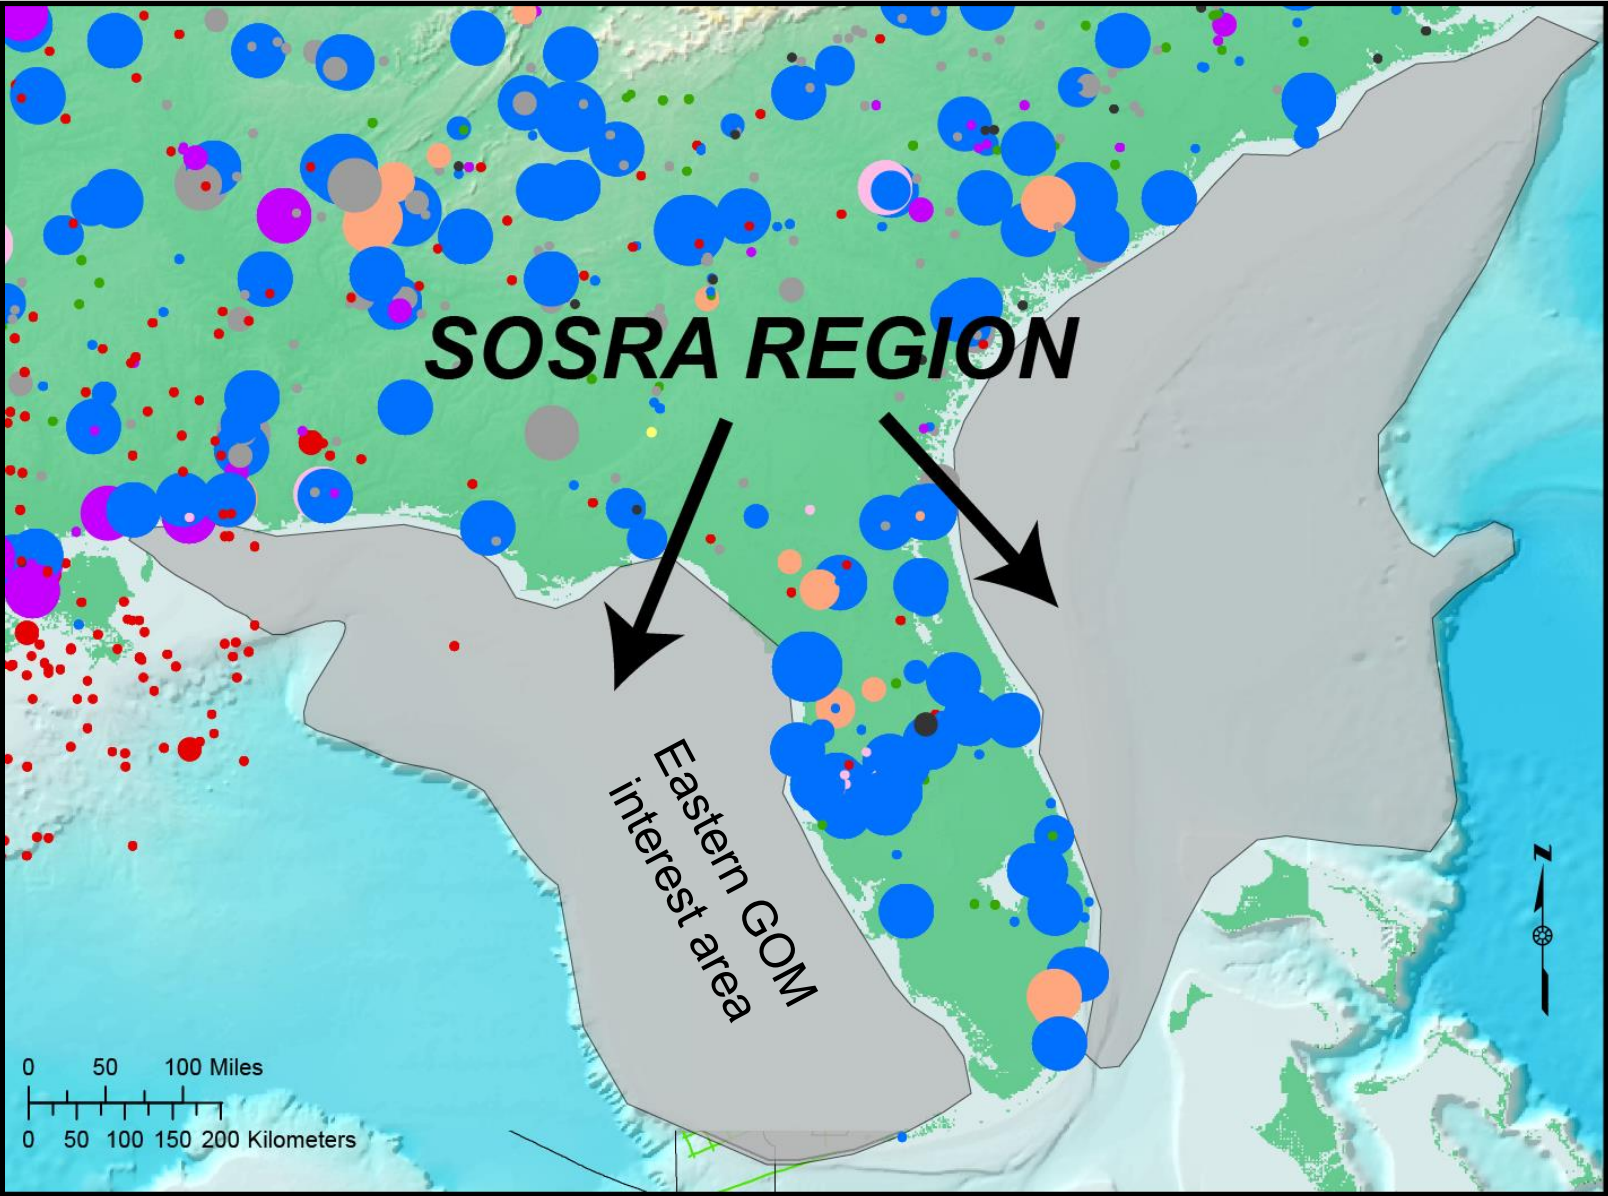 SOSRA REGION
Eastern GOM
interest area
N
0 50 100 Miles
0 50 100 150 200 Kilometers